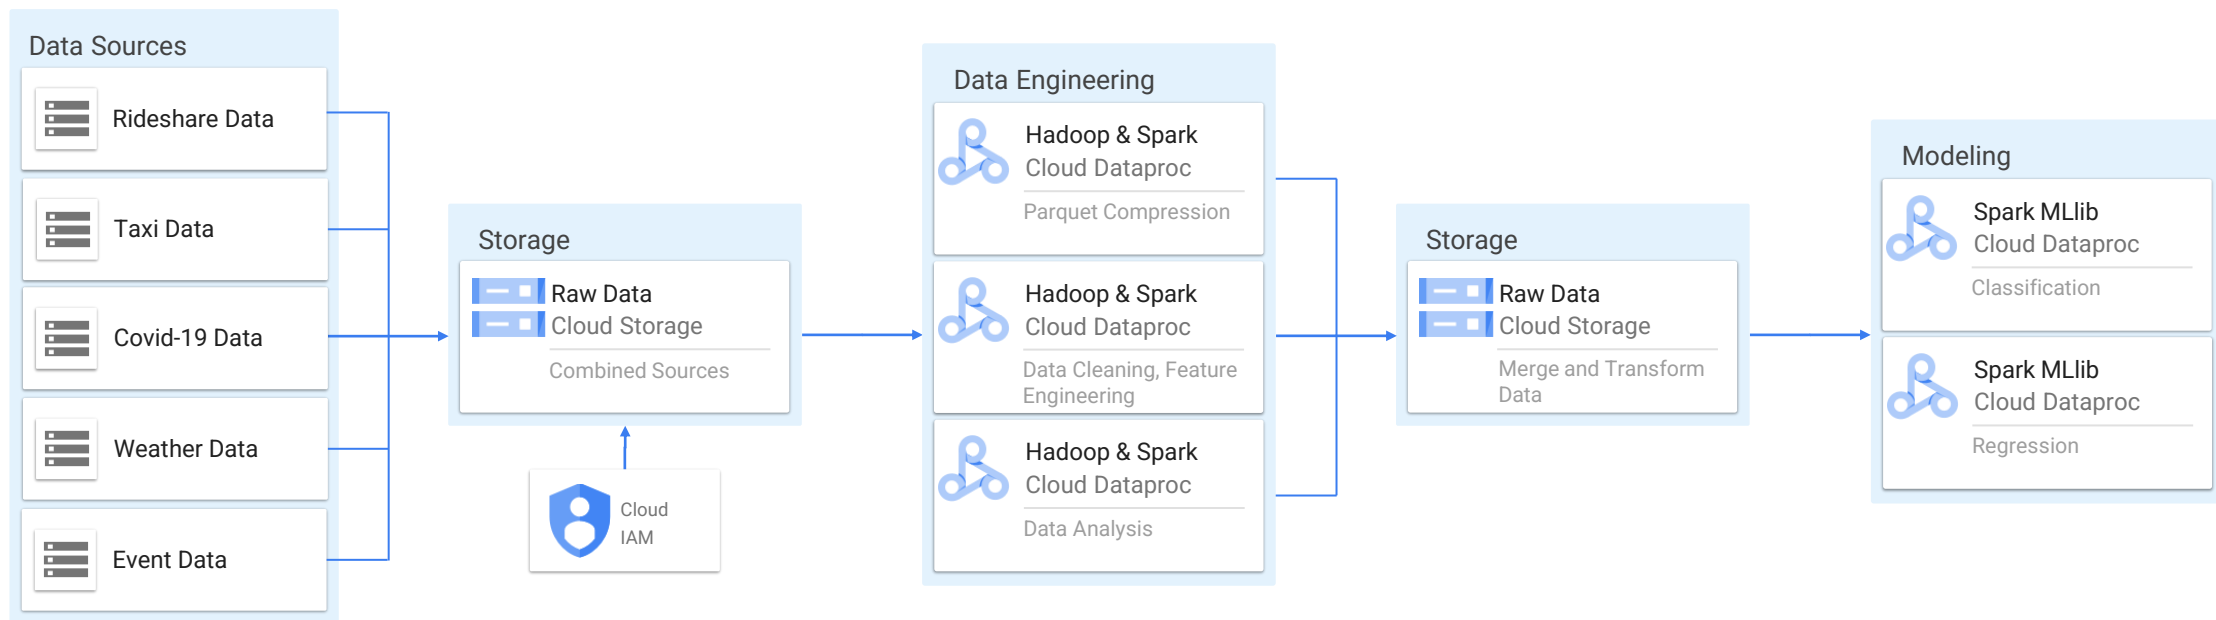 Data Sources
Rideshare Data
Taxi Data
Covid-19 Data
Weather Data
Event Data
Storage
Raw Data
Cloud Storage
Combined Sources
Cloud
IAM
Data Engineering
Hadoop & Spark
Cloud Dataproc
Parquet Compression
Hadoop & Spark
Cloud Dataproc
Data Cleaning, Feature
Engineering
Hadoop & Spark
Cloud Dataproc
Data Analysis
Storage
Raw Data
Cloud Storage
Merge and Transform
Data
Modeling
Spark MLlib
Cloud Dataproc
Classification
Spark MLlib
Cloud Dataproc
Regression